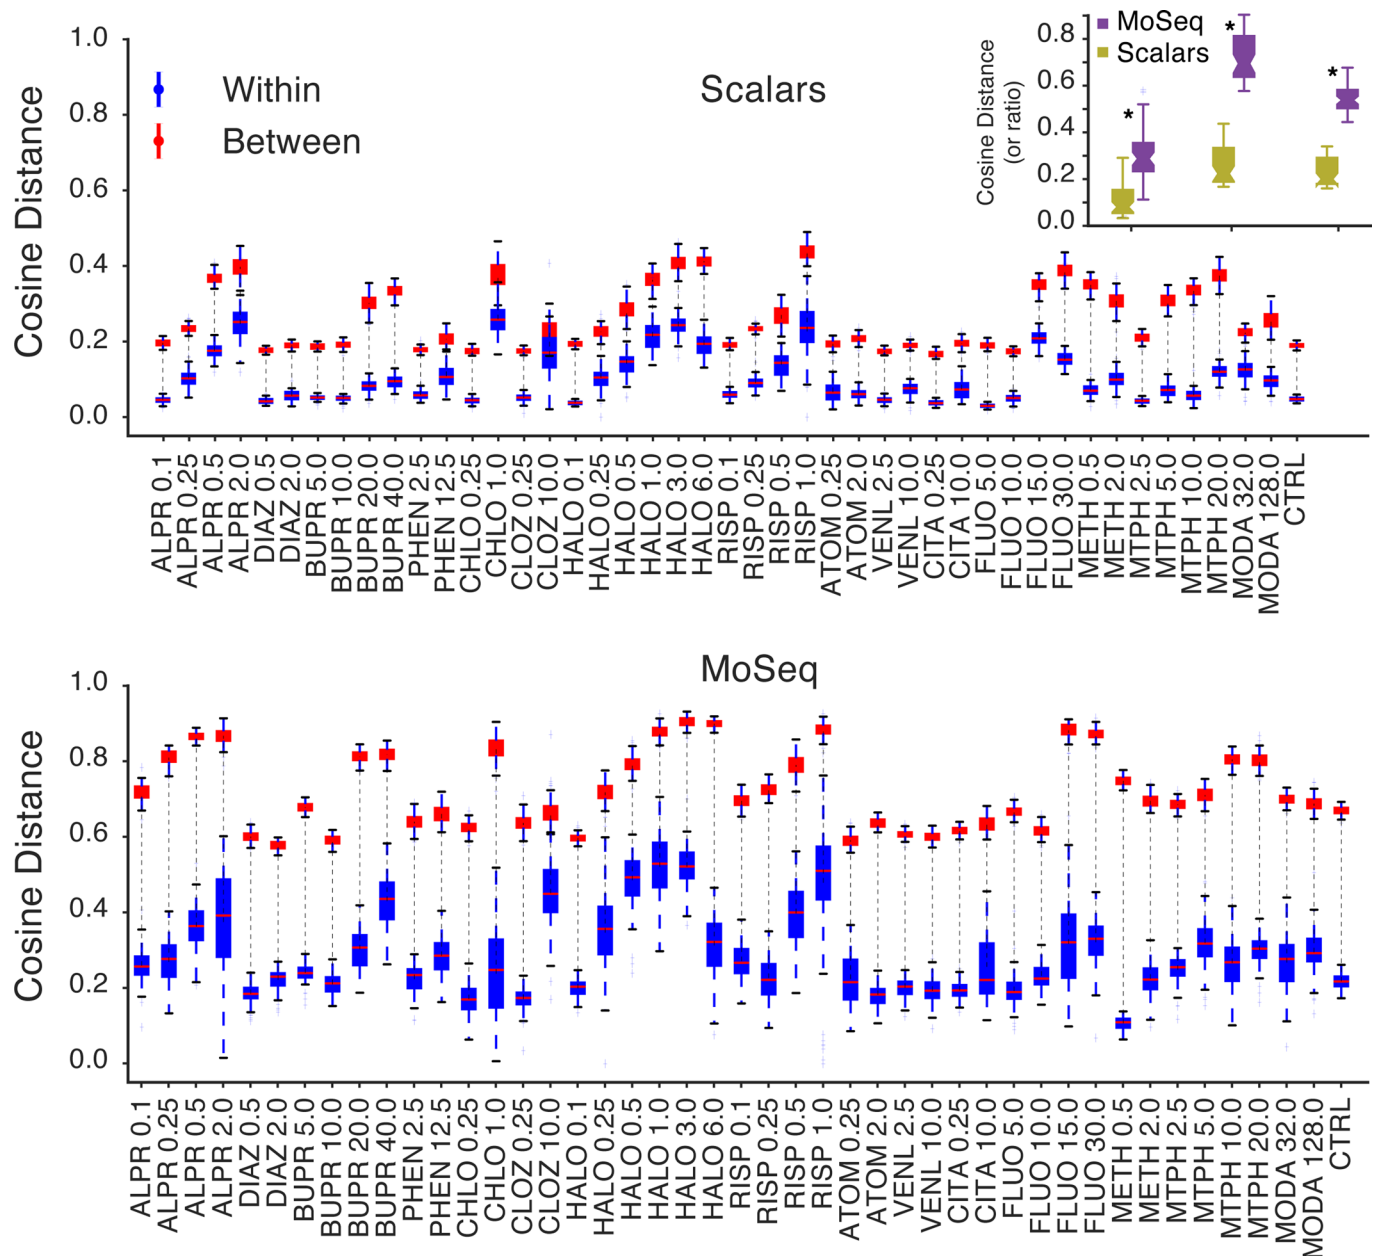 Scalars
Cosine Distance
1.0
0.8
0.6
0.4
0.2
0.0
Within
Between
Cosine Distance
(or ratio)
0.8
0.6
0.4
0.2
0.0
MoSeq
Scalars
*
*
*
ALPR 0.1
ALPR 0.25
ALPR 0.5
ALPR 2.0
DIAZ 0.5
DIAZ 2.0
BUPR 5.0
BUPR 10.0
BUPR 20.0
BUPR 40.0
PHEN 2.5
PHEN 12.5
CHLO 0.25
CHLO 1.0
CLOZ 0.25
CLOZ 10.0
HALO 0.1
HALO 0.25
HALO 0.5
HALO 1.0
HALO 3.0
HALO 6.0
RISP 0.1
RISP 0.25
RISP 0.5
RISP 1.0
ATOM 0.25
ATOM 2.0
VENL 2.5
VENL 10.0
CITA 0.25
CITA 10.0
FLUO 5.0
FLUO 10.0
FLUO 15.0
FLUO 30.0
METH 0.5
METH 2.0
MTPH 2.5
MTPH 5.0
MTPH 10.0
MTPH 20.0
MODA 32.0
MODA 128.0
CTRL
MoSeq
Cosine Distance
1.0
0.8
0.6
0.4
0.2
0.0
ALPR 0.1
ALPR 0.25
ALPR 0.5
ALPR 2.0
DIAZ 0.5
DIAZ 2.0
BUPR 5.0
BUPR 10.0
BUPR 20.0
BUPR 40.0
PHEN 2.5
PHEN 12.5
CHLO 0.25
CHLO 1.0
CLOZ 0.25
CLOZ 10.0
HALO 0.1
HALO 0.25
HALO 0.5
HALO 1.0
HALO 3.0
HALO 6.0
RISP 0.1
RISP 0.25
RISP 0.5
RISP 1.0
ATOM 0.25
ATOM 2.0
VENL 2.5
VENL 10.0
CITA 0.25
CITA 10.0
FLUO 5.0
FLUO 10.0
FLUO 15.0
FLUO 30.0
METH 0.5
METH 2.0
MTPH 2.5
MTPH 5.0
MTPH 10.0
MTPH 20.0
MODA 32.0
MODA 128.0
CTRL